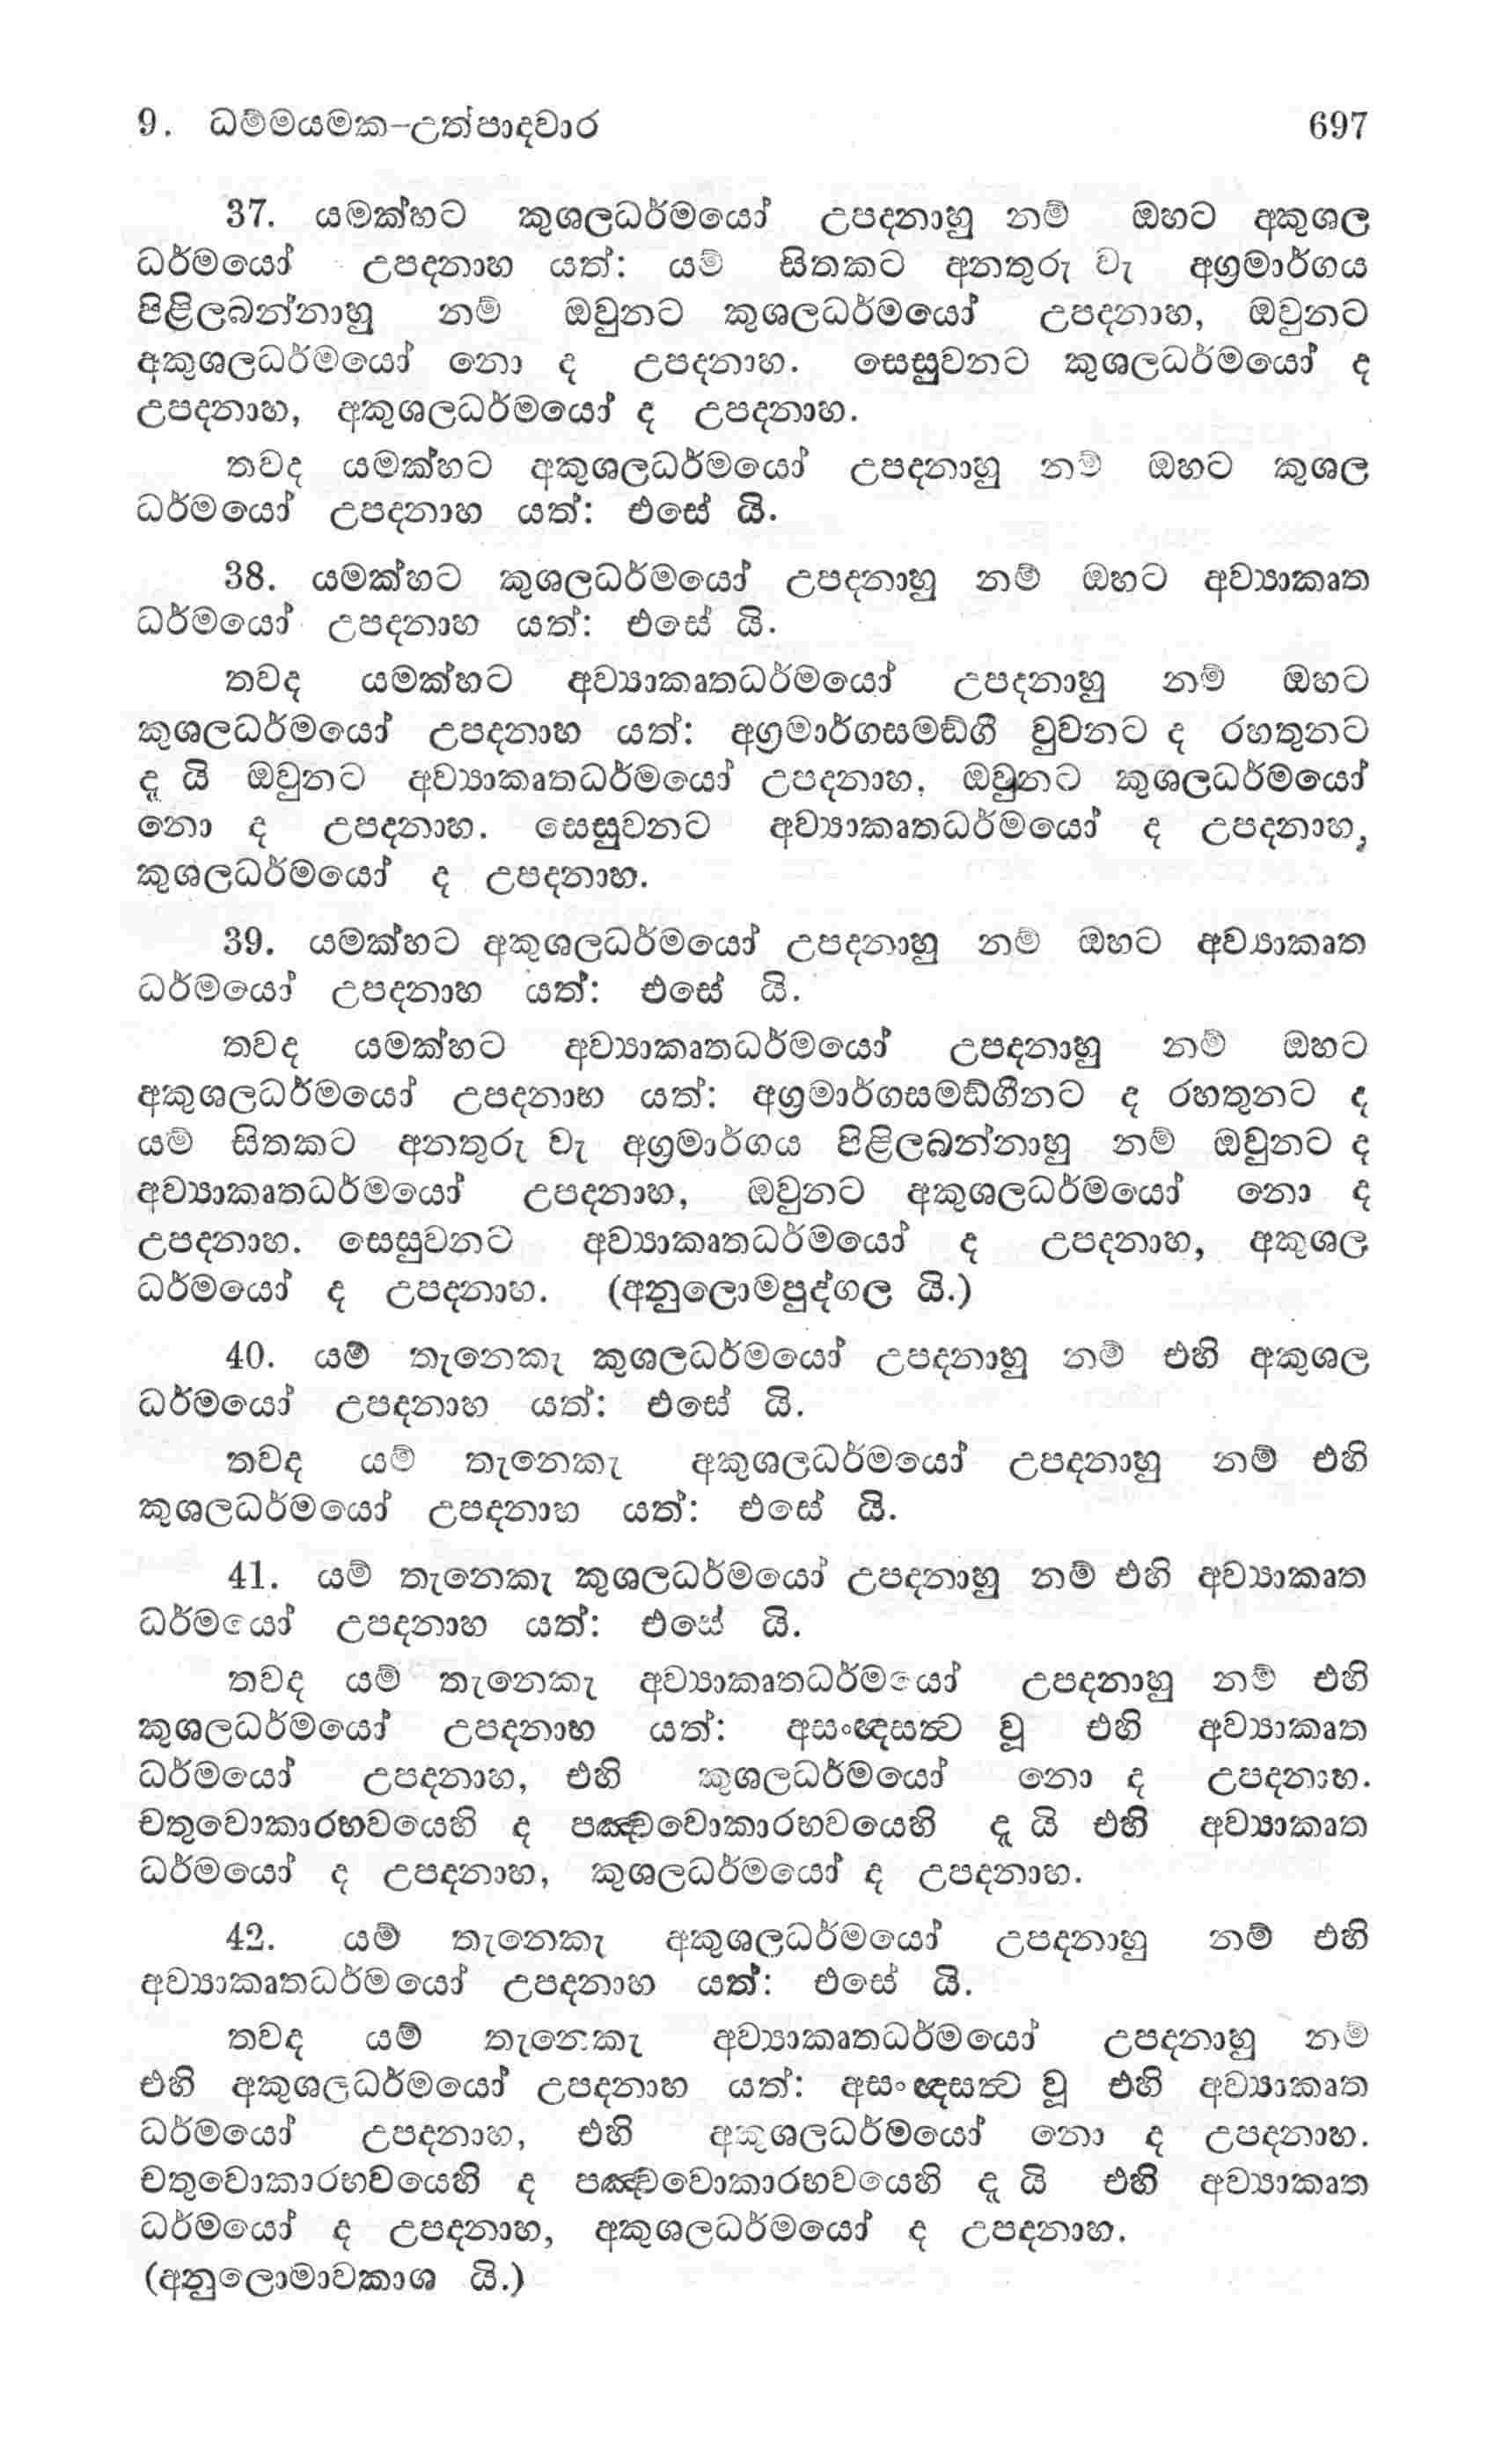 9. ධම්මයමක-උත්පාදවාර 697
37. යමක්හට කුශලධර්මයෝ උපදනාහු නම් ඔහට අකුශල
ධර්මයෝ උපදනාහ යත්: යම් සිතකට අනතුරු වැ අග්‍රමාර්ගය
පිළිලබන්නාහු නම් ඔවුනට කුශලධර්මයෝ උපදනාහ, ඔවුනට
අකුශලධර්මයෝ නො ද උපදනාහ. සෙසුවනට කුශලධර්මයෝ ද
උපදනාහ, අකුශලධර්මයෝ ද උපදනාහ.
තවද යමක්හට අකුශලධර්මයෝ උපදනාහු නම් ඔහට කුශල
ධර්මයෝ උපදනාහ යත්: එසේ යි.
38. යමක්හට කුශලධර්මයෝ උපදනාහු නම් ඔහට අව්‍යාකෘත
ධර්මයෝ උපදනාහ යත්: එසේ යි.
තවද යමක්හට අව්‍යාකෘතධර්මයෝ උපදනාහු නම් ඔහට
කුශලධර්මයෝ උපදනාහ යත්: අග්‍රමාර්ගසමඞ්ගී වුවනට ද රහතුනට
දැ යි ඔවුනට අව්‍යාකෘතධර්මයෝ උපදනාහ, ඔවුනට කුශලධර්මයෝ
නො ද උපදනාහ. සෙසුවනට අව්‍යාකෘතධර්මයෝ ද උපදනාහ,
කුශලධර්මයෝ ද උපදනාහ.
39. යමක්හට අකුශලධර්මයෝ උපදනාහු නම් ඔහට අව්‍යාකෘත
ධර්මයෝ උපදනාහ යත්: එසේ යි.
තවද යමක්හට අව්‍යාකෘතධර්මයෝ උපදනාහු නම් ඔහට
අකුශලධර්මයෝ උපදනාහ යත්: අග්‍රමාර්ගසමඞ්ගීනට ද රහතුනට ද
යම් සිතකට අනතුරු වැ අග්‍රමාර්ගය පිළිලබන්නාහු නම් ඔවුනට ද
අව්‍යාකෘතධර්මයෝ උපදනාහ, ඔවුනට අකුශලධර්මයෝ නො ද
උපදනාහ. සෙසුවනට අව්‍යාකෘතධර්මයෝ ද උපදනාහ, අකුශල
ධර්මයෝ ද උපදනාහ. (අනුලොමපුද්ගල යි.)
40. යම් තැනෙකැ කුශලධර්මයෝ උපදනාහු නම් එහි අකුශල
ධර්මයෝ උපදනාහ යත්: එසේ යි.
තවද යම් තැනෙකැ අකුශලධර්මයෝ උපදනාහු නම් එහි
කුශලධර්මයෝ උපදනාහ යත්: එසේ යි.
41. යම් තැනෙකැ කුශලධර්මයෝ උපදනාහු නම් එහි අව්‍යාකෘත
ධර්මයෝ උපදනාහ යත්: එසේ යි.
තවද යම් තැනෙකැ අව්‍යාකෘතධර්මයෝ උපදනාහු නම් එහි
කුශලධර්මයෝ උපදනාහ යත්: අසංඥසත්‍ව වූ එහි අව්‍යාකෘත
ධර්මයෝ උපදනාහ, එහි කුශලධර්මයෝ නො ද උපදනාහ.
චතුවොකාරභවයෙහි ද පඤ්චවොකාරභවයෙහි දැ යි එහි අව්‍යාකෘත
ධර්මයෝ ද උපදනාහ, කුශලධර්මයෝ ද උපදනාහ.
42. යම් තැනෙකැ අකුශලධර්මයෝ උපදනාහු නම් එහි
අව්‍යාකෘතධර්මයෝ උපදනාහ යත්: එසේ යි.
තවද යම් තැනෙකැ අව්‍යාකෘතධර්මයෝ උපදනාහු නම්
එහි අකුශලධර්මයෝ උපදනාහ යත්: අසංඥසත්‍ව වූ එහි අව්‍යාකෘත
ධර්මයෝ උපදනාහ, එහි අකුශලධර්මයෝ නො ද උපදනාහ.
චතුවොකාරභවයෙහි ද පඤ්චවොකාරභවයෙහි දැ යි එහි අව්‍යාකෘත
ධර්මයෝ ද උපදනාහ, අකුශලධර්මයෝ ද උපදනාහ.
(අනුලොමාවකාශ යි.)